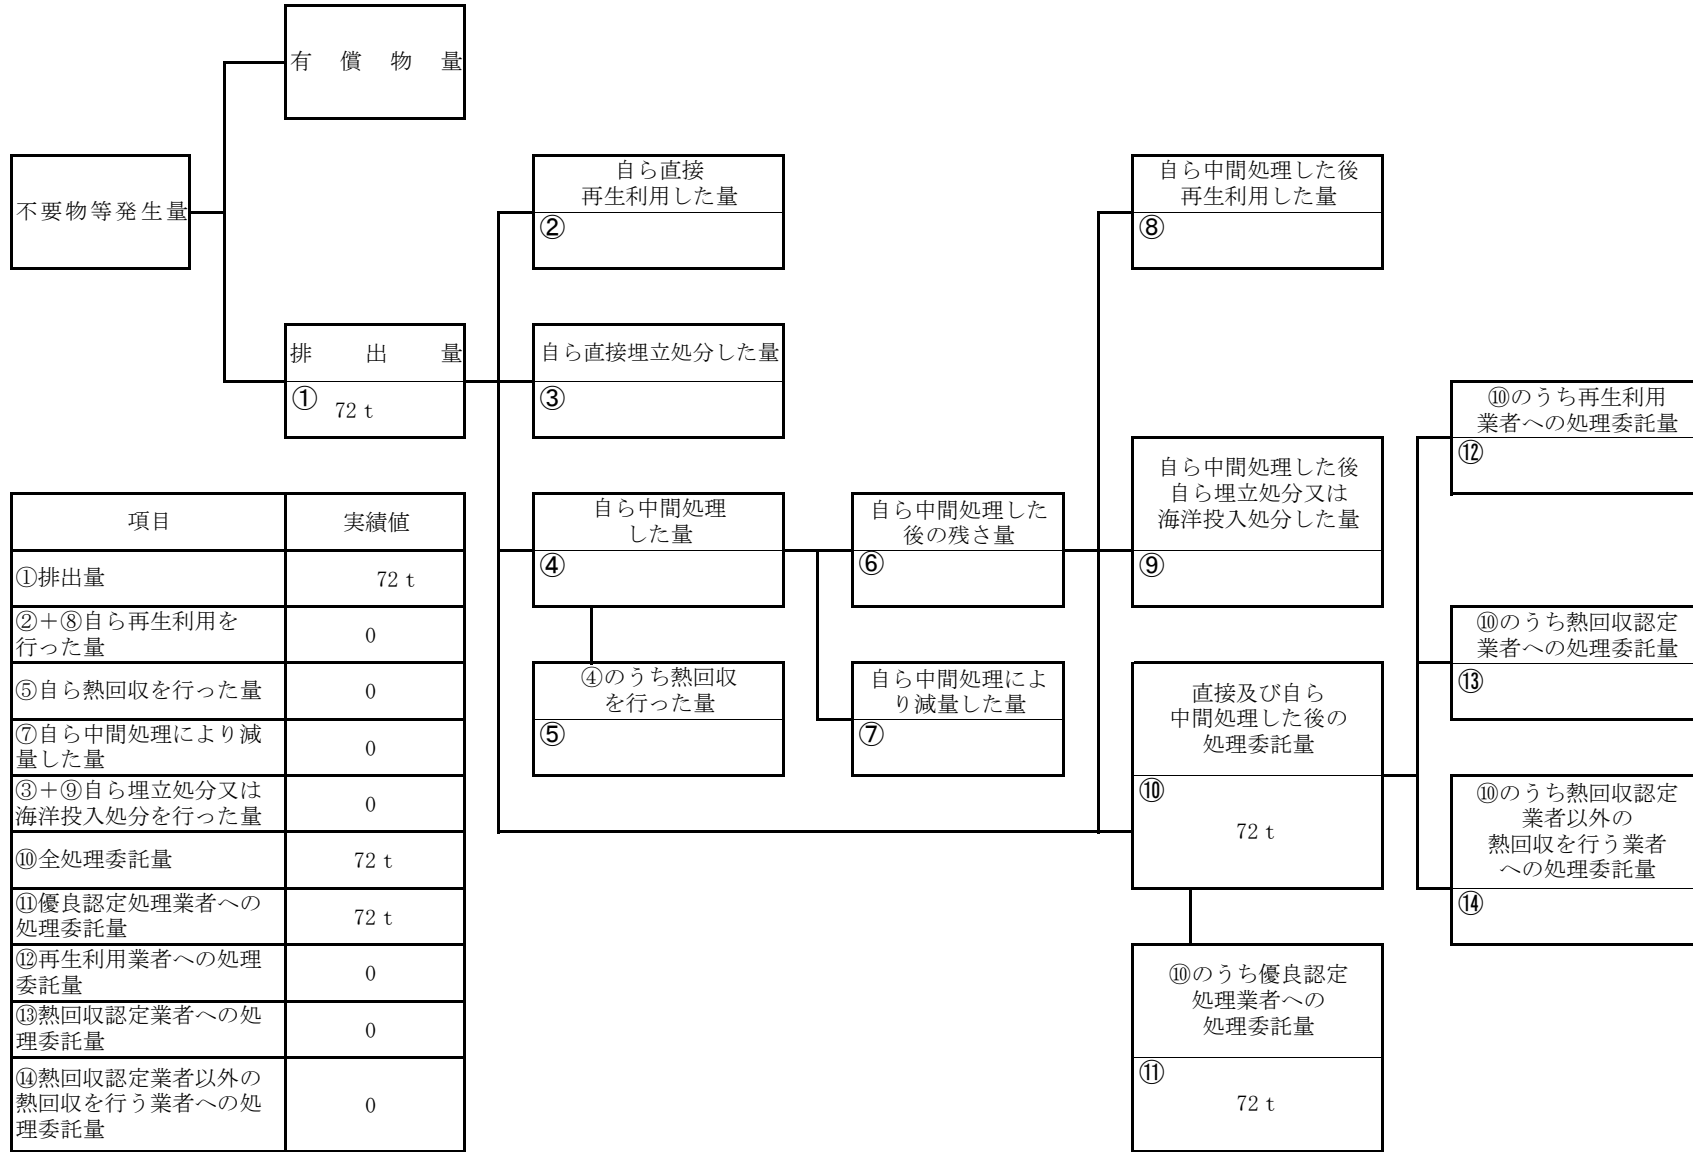 有償物量
不要物等発生量
排出量
①
72 t
自ら直接
再生利用した量
②
自ら直接埋立処分した量
③
自ら中間処理
した量
④
④のうち熱回収
を行った量
⑤
自ら中間処理した
後の残さ量
⑥
自ら中間処理によ
り減量した量
⑦
自ら中間処理した後
再生利用した量
⑧
自ら中間処理した後
自ら埋立処分又は
海洋投入処分した量
⑨
直接及び自ら
中間処理した後の
処理委託量
⑩
72 t
⑩のうち優良認定
処理業者への
処理委託量
⑪
72 t
⑩のうち再生利用
業者への処理委託量
⑫
⑩のうち熱回収認定
業者への処理委託量
⑬
⑩のうち熱回収認定
業者以外の
熱回収を行う業者
への処理委託量
⑭
項目 実績値
①排出量 72 t
②＋⑧自ら再生利用を
行った量 0
⑤自ら熱回収を行った量 0
⑦自ら中間処理により減
量した量 0
③＋⑨自ら埋立処分又は
海洋投入処分を行った量 0
⑩全処理委託量 72 t
⑪優良認定処理業者への
処理委託量 72 t
⑫再生利用業者への処理
委託量 0
⑬熱回収認定業者への処
理委託量 0
⑭熱回収認定業者以外の
熱回収を行う業者への処
理委託量 0